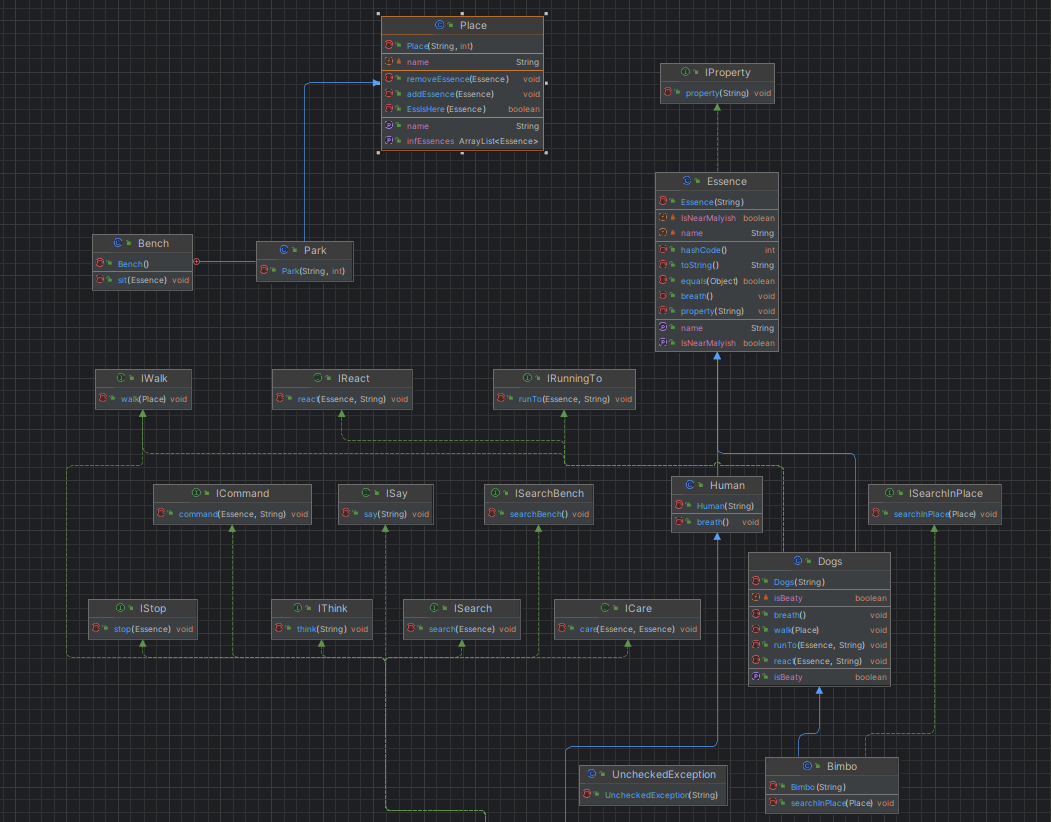 Place
Place(String, int)
name String
removeEssence(Essence) void
addEssence(Essence) void
EssIsHere(Essence) boolean
name String
infEssences ArrayList<Essence>
IProperty
property(String) void
Essence
Essence(String)
IsNearMalyish boolean
name String
hashCode() int
toString() String
equals(Object) boolean
breath() void
property(String) void
name String
IsNearMalyish boolean
Bench
Bench()
sit(Essence) void
Park
Park(String, int)
IWalk
walk(Place) void
IReact
react(Essence, String) void
IRunningTo
runTo(Essence, String) void
ICommand
command(Essence, String) void
ISay
say(String) void
ISearchBench
searchBench() void
Human
Human(String)
breath() void
ISearchInPlace
searchInPlace(Place) void
Dogs
Dogs(String)
isBeaty boolean
breath() void
walk(Place) void
runTo(Essence, String) void
react(Essence, String) void
isBeaty boolean
IStop
stop(Essence) void
IThink
think(String) void
ISearch
search(Essence) void
ICare
care(Essence, Essence) void
UncheckedException
UncheckedException(String)
Bimbo
Bimbo(String)
searchInPlace(Place) void